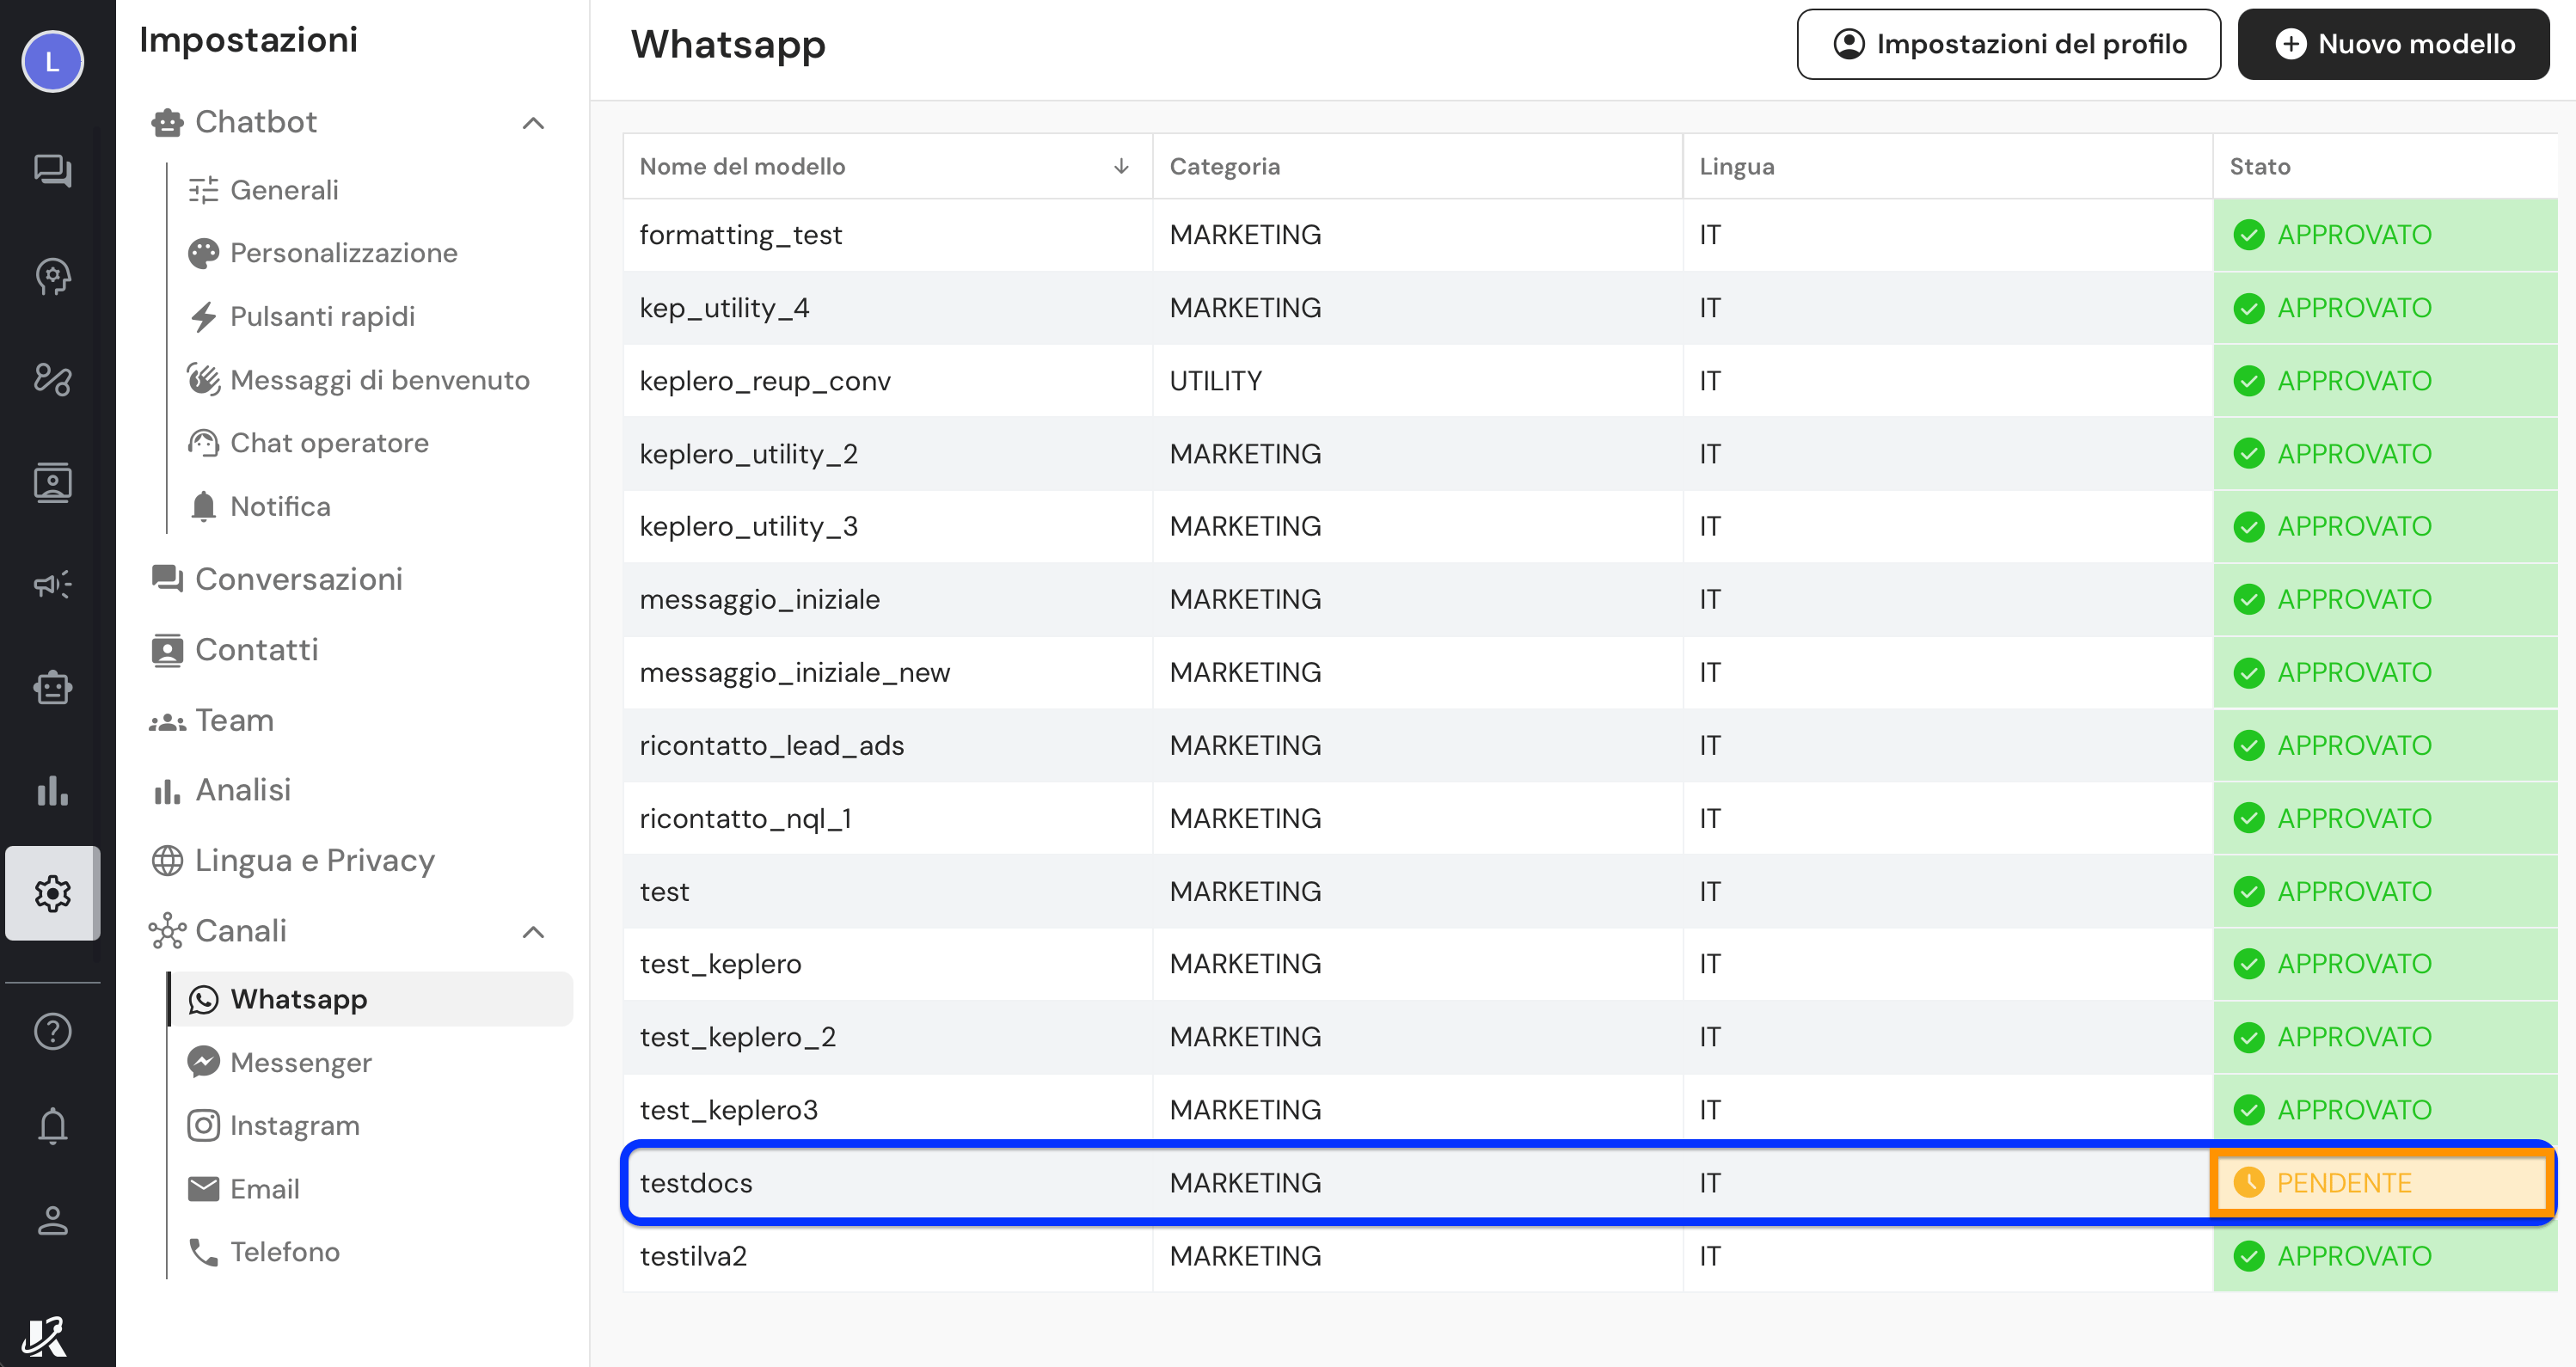 L
Impostazioni
Chatbot
Generali
Personalizzazione
Pulsanti rapidi
Messaggi di benvenuto
Chat operatore
Notifica
Conversazioni
Contatti
Team
Analisi
Lingua e Privacy
Canali
Whatsapp
Messenger
Instagram
Email
Telefono
Whatsapp
Impostazioni del profilo
Nuovo modello
Nome del modello Categoria Lingua Stato
formatting_test MARKETING IT APPROVATO
kep_utility_4 MARKETING IT APPROVATO
keplero_reup_conv UTILITY IT APPROVATO
keplero_utility_2 MARKETING IT APPROVATO
keplero_utility_3 MARKETING IT APPROVATO
messaggio_iniziale MARKETING IT APPROVATO
messaggio_iniziale_new MARKETING IT APPROVATO
ricontatto_lead_ads MARKETING IT APPROVATO
ricontatto_nql_1 MARKETING IT APPROVATO
test MARKETING IT APPROVATO
test_keplero MARKETING IT APPROVATO
test_keplero_2 MARKETING IT APPROVATO
test_keplero3 MARKETING IT APPROVATO
testdocs MARKETING IT PENDENTE
testilva2 MARKETING IT APPROVATO